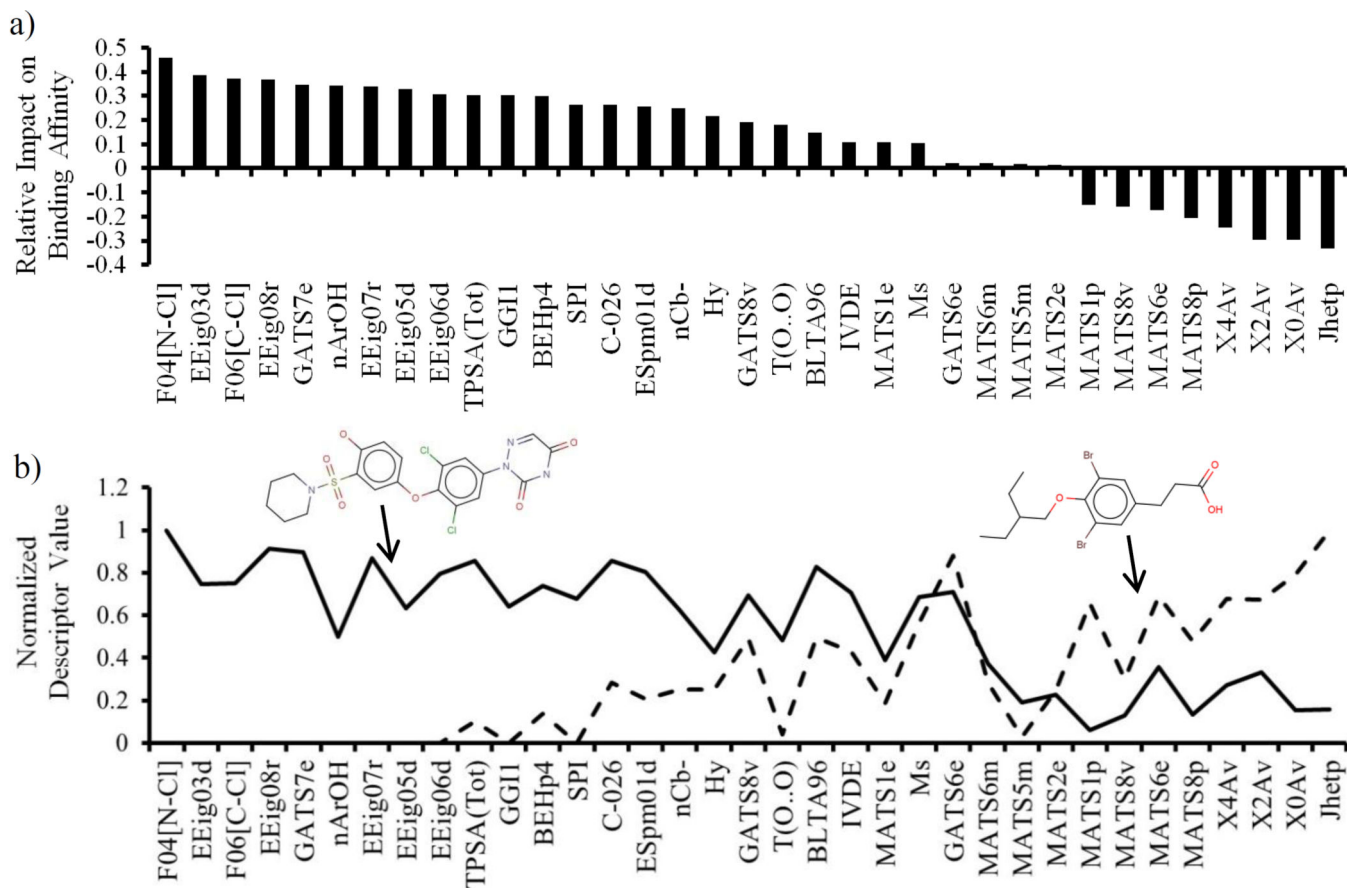 a)
Relative Impact on
Binding Affinity
0.5
0.4
0.3
0.2
0.1
0
-0.1
-0.2
-0.3
-0.4
F04[N-Cl]
EEig03d
F06[C-Cl]
EEig08r
GATS7e
nArOH
EEig07r
EEig05d
EEig06d
TPSA(Tot)
GGI1
BEHp4
SPI
C-026
ESpm01d
nCb-
Hy
GATS8v
T(O..O)
BLTA96
IVDE
MATS1e
Ms
GATS6e
MATS6m
MATS5m
MATS2e
MATS1p
MATS8v
MATS6e
MATS8p
X4Av
X2Av
X0Av
Jhetp
b)
Normalized
Descriptor Value
1.2
1
0.8
0.6
0.4
0.2
0
O
O
S
N
O
O
Cl
Cl
N
N
O
N
O
Br
O
Br
O
OH
F04[N-Cl]
EEig03d
F06[C-Cl]
EEig08r
GATS7e
nArOH
EEig07r
EEig05d
EEig06d
TPSA(Tot)
GGI1
BEHp4
SPI
C-026
ESpm01d
nCb-
Hy
GATS8v
T(O..O)
BLTA96
IVDE
MATS1e
Ms
GATS6e
MATS6m
MATS5m
MATS2e
MATS1p
MATS8v
MATS6e
MATS8p
X4Av
X2Av
X0Av
Jhetp